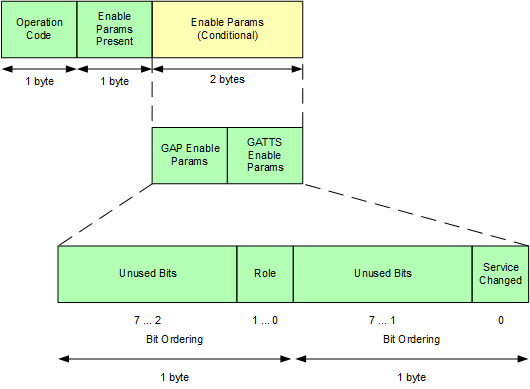 Operation
Code
Enable
Params
Present
Enable Params
(Conditional)
1 byte
1 byte
2 bytes
GAP Enable
Params
GATTS
Enable
Params
Unused Bits
Role
Unused Bits
Service
Changed
7 ... 2
1 ... 0
7 ... 1
0
Bit Ordering
Bit Ordering
1 byte
1 byte